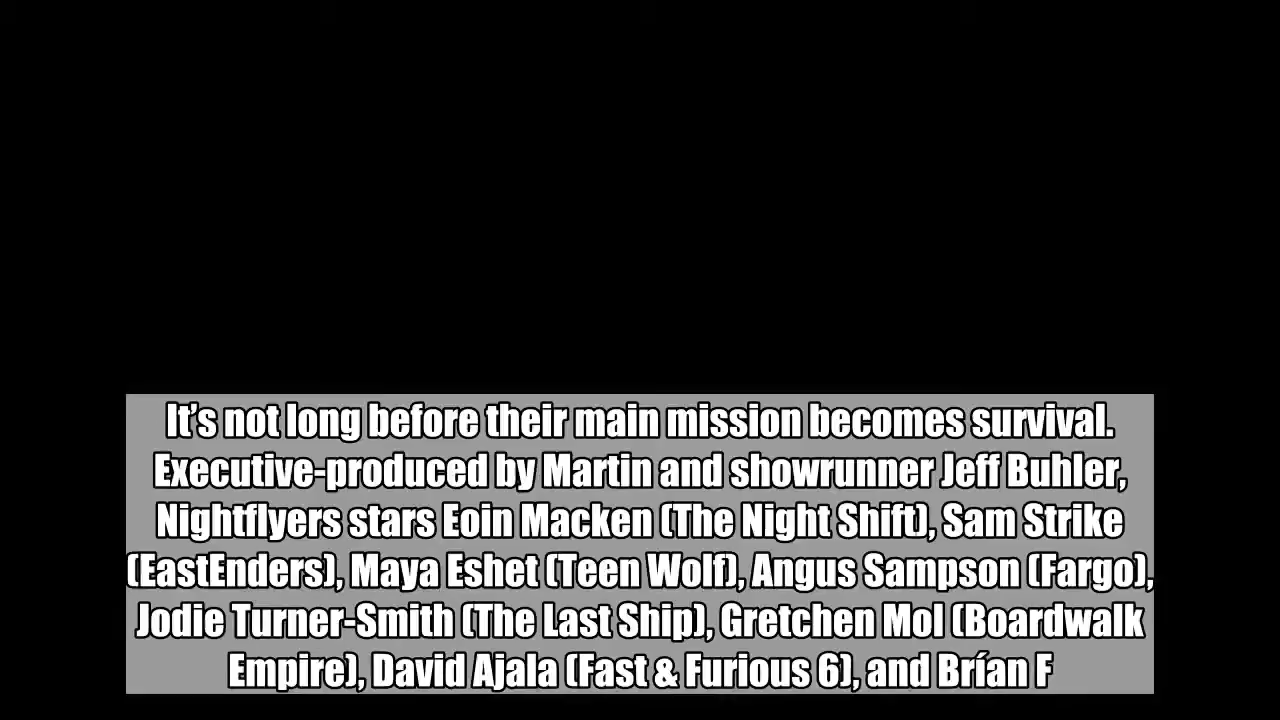 It’s not long before their main mission becomes survival.
Executive-produced by Martin and showrunner Jeff Buhler,
Nightflyers stars Eoin Macken (The Night Shift), Sam Strike
(EastEnders), Maya Eshet (Teen Wolf), Angus Sampson (Fargo),
Jodie Turner-Smith (The Last Ship), Gretchen Mol (Boardwalk
Empire), David Ajala (Fast & Furious 6), and Brían F